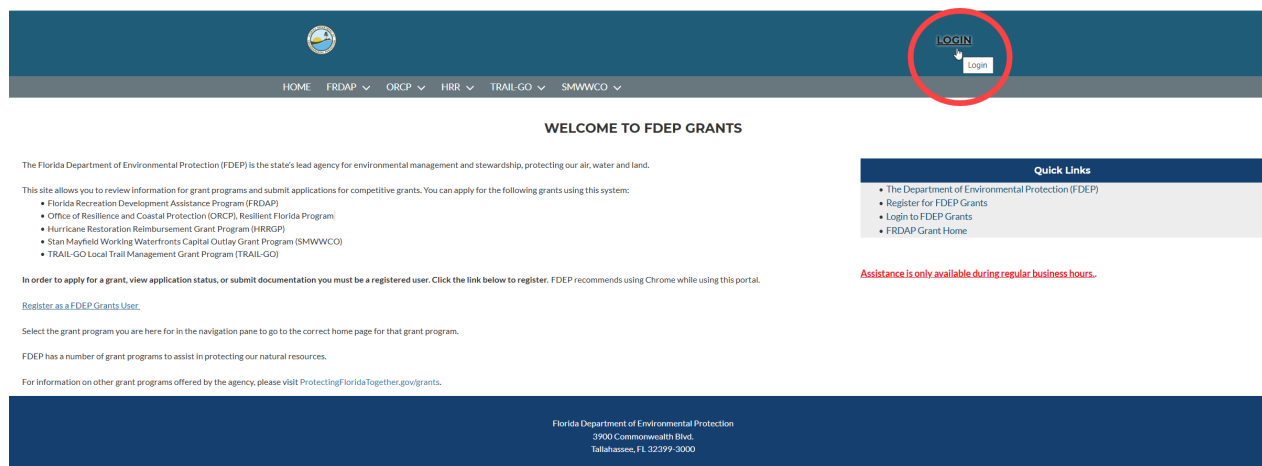 LOGIN
Login
HOME FRDAP ORCP HRR TRAIL-GO SMWWCO
WELCOME TO FDEP GRANTS
The Florida Department of Environmental Protection (FDEP) is the state's lead agency for environmental management and stewardship, protecting our air, water and land.
This site allows you to review information for grant programs and submit applications for competitive grants. You can apply for the following grants using this system:
• Florida Recreation Development Assistance Program (FRDAP)
• Office of Resilience and Coastal Protection (ORCP), Resilient Florida Program
• Hurricane Restoration Reimbursement Grant Program (HRRGP)
• Stan Mayfield Working Waterfronts Capital Outlay Grant Program (SMWWCO)
• TRAIL-GO Local Trail Management Grant Program (TRAIL-GO)
In order to apply for a grant, view application status, or submit documentation you must be a registered user. Click the link below to register. FDEP recommends using Chrome while using this portal.
Register as a FDEP Grants User
Select the grant program you are here for in the navigation pane to go to the correct home page for that grant program.
FDEP has a number of grant programs to assist in protecting our natural resources.
For information on other grant programs offered by the agency, please visit ProtectingFloridaTogether.gov/grants.
Quick Links
• The Department of Environmental Protection (FDEP)
• Register for FDEP Grants
• Login to FDEP Grants
• FRDAP Grant Home
Assistance is only available during regular business hours..
Florida Department of Environmental Protection
3900 Commonwealth Blvd.
Tallahassee, FL 32399-3000